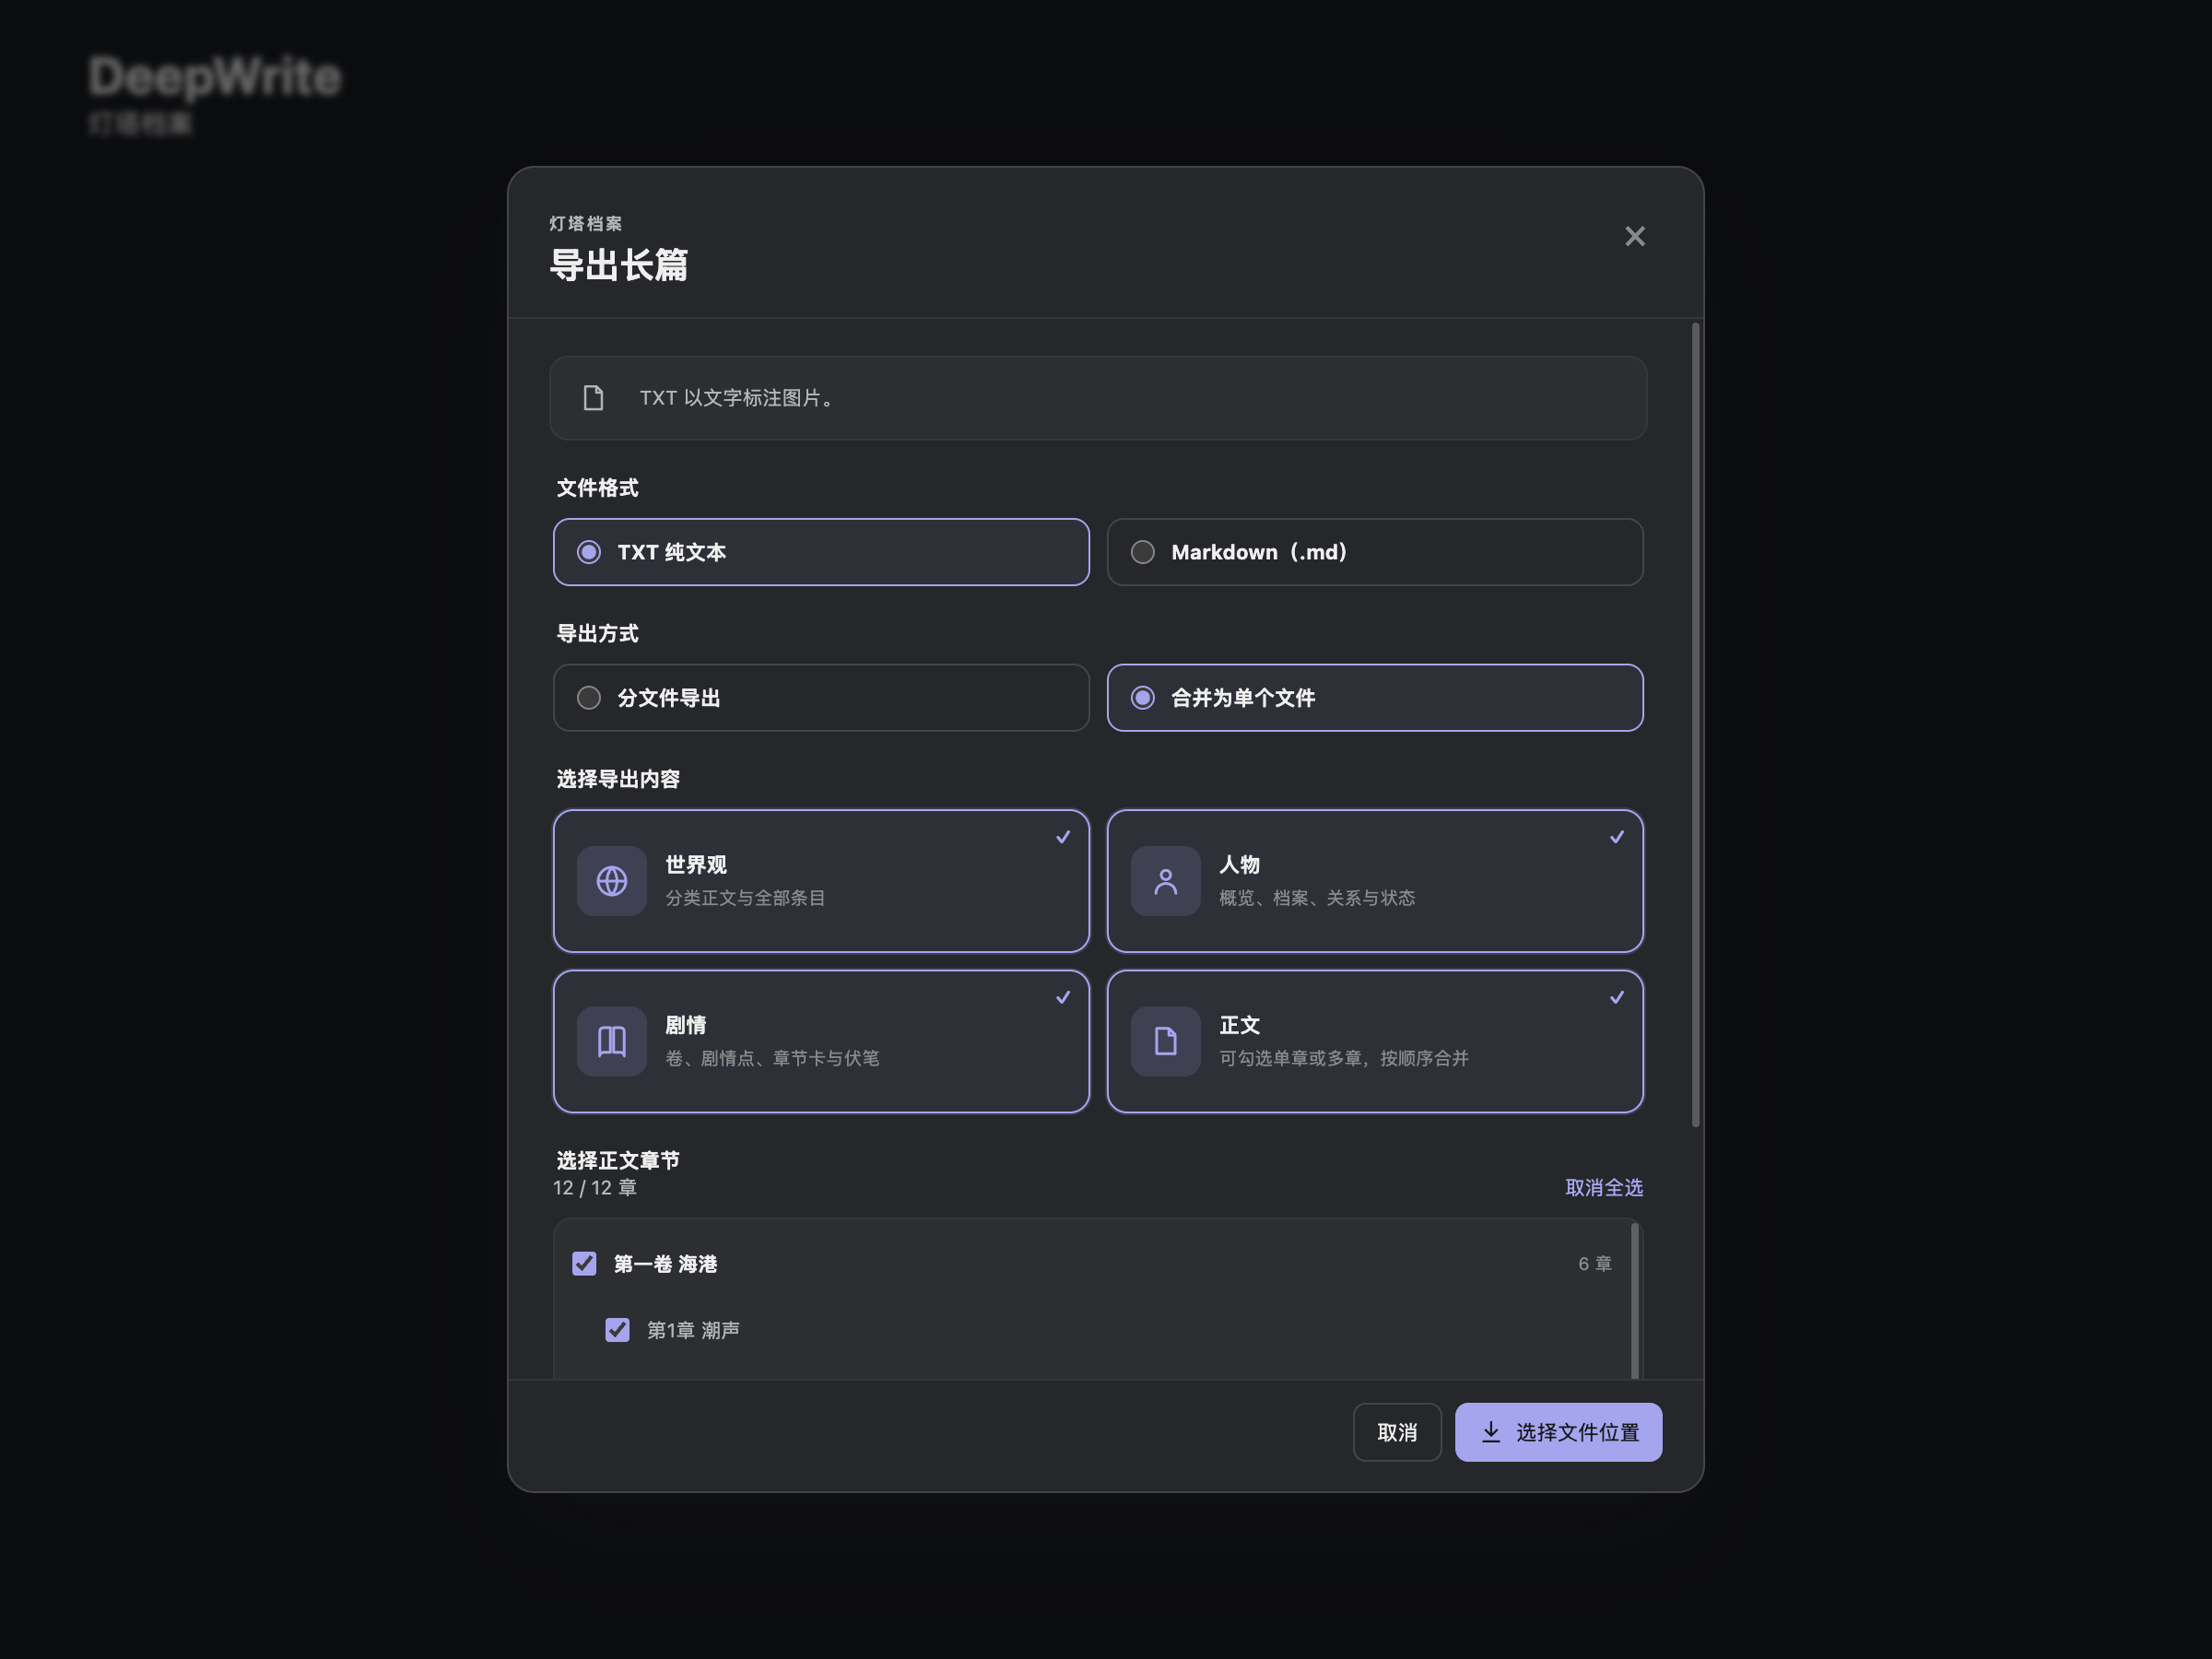 DeepWrite
灯塔档案
灯塔档案
导出长篇
TXT 以文字标注图片。
文件格式
TXT 纯文本
Markdown（.md）
导出方式
分文件导出
合并为单个文件
选择导出内容
世界观
分类正文与全部条目
人物
概览、档案、关系与状态
剧情
卷、剧情点、章节卡与伏笔
正文
可勾选单章或多章，按顺序合并
选择正文章节
12 / 12 章
取消全选
第一卷 海港
6 章
第1章 潮声
取消
选择文件位置